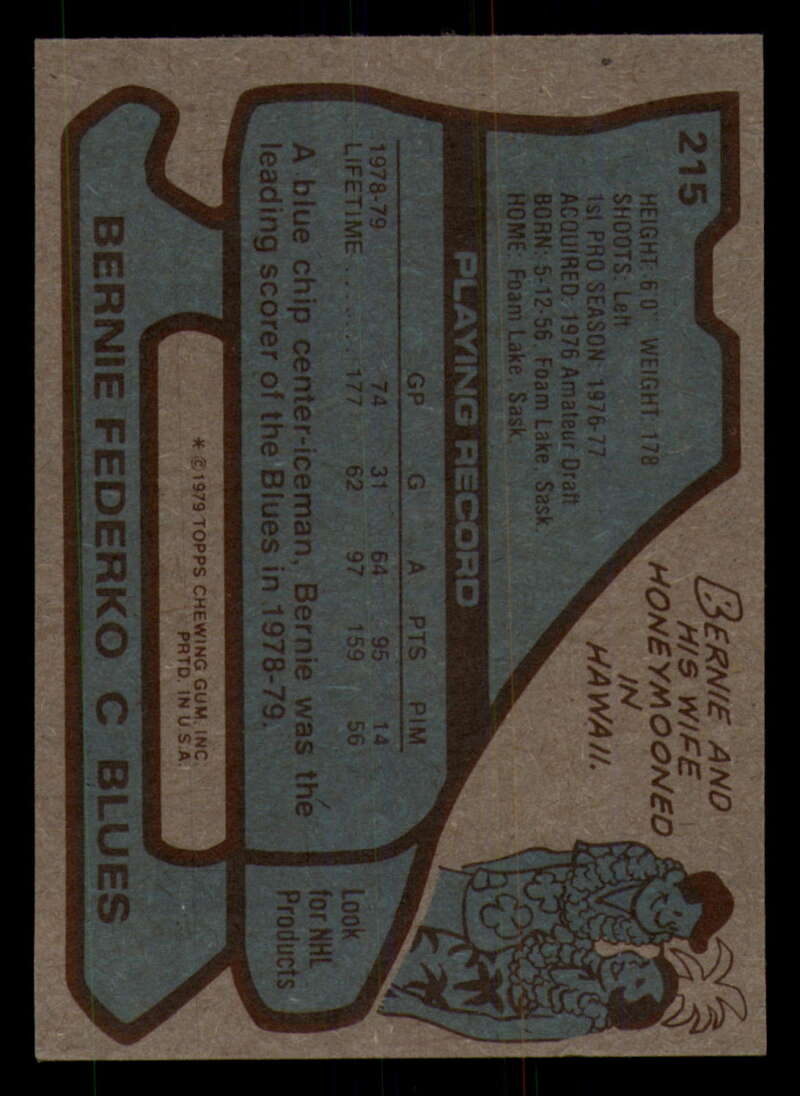 215
HEIGHT: 6'0" WEIGHT: 178
SHOOTS: Left
1st PRO SEASON: 1976-77
ACQUIRED: 1976 Amateur Draft
BORN: 5-12-56, Foam Lake, Sask.
HOME: Foam Lake, Sask.
BERNIE AND
HIS WIFE
HONEYMOONED
IN
HAWAII.
PLAYING RECORD
GP G A PTS PIM
1978-79 74 31 64 95 14
LIFETIME ....... 177 62 97 159 56
A blue chip center-iceman, Bernie was the
leading scorer of the Blues in 1978-79.
Look
for NHL
Products
* ©1979 TOPPS CHEWING GUM, INC.
PRTD. IN U.S.A.
BERNIE FEDERKO C BLUES